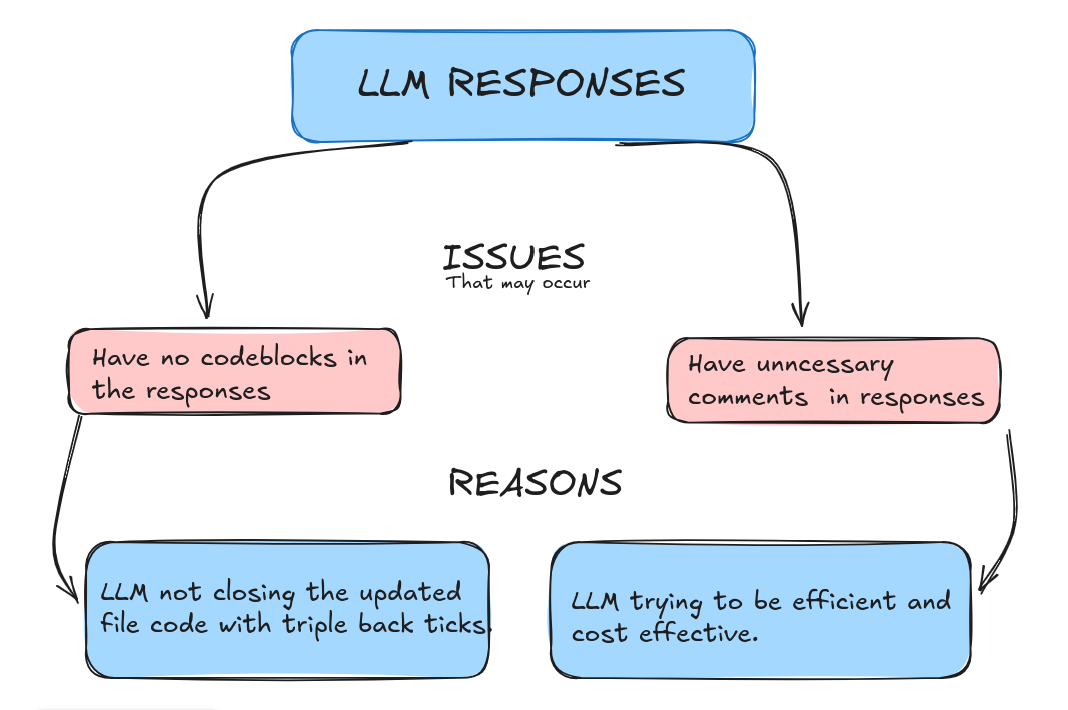 LLM RESPONSES
ISSUES
That may occur
Have no codeblocks in
the responses
Have unncessary
comments in responses
REASONS
LLM not closing the updated
file code with triple back ticks.
LLM trying to be efficient and
cost effective.